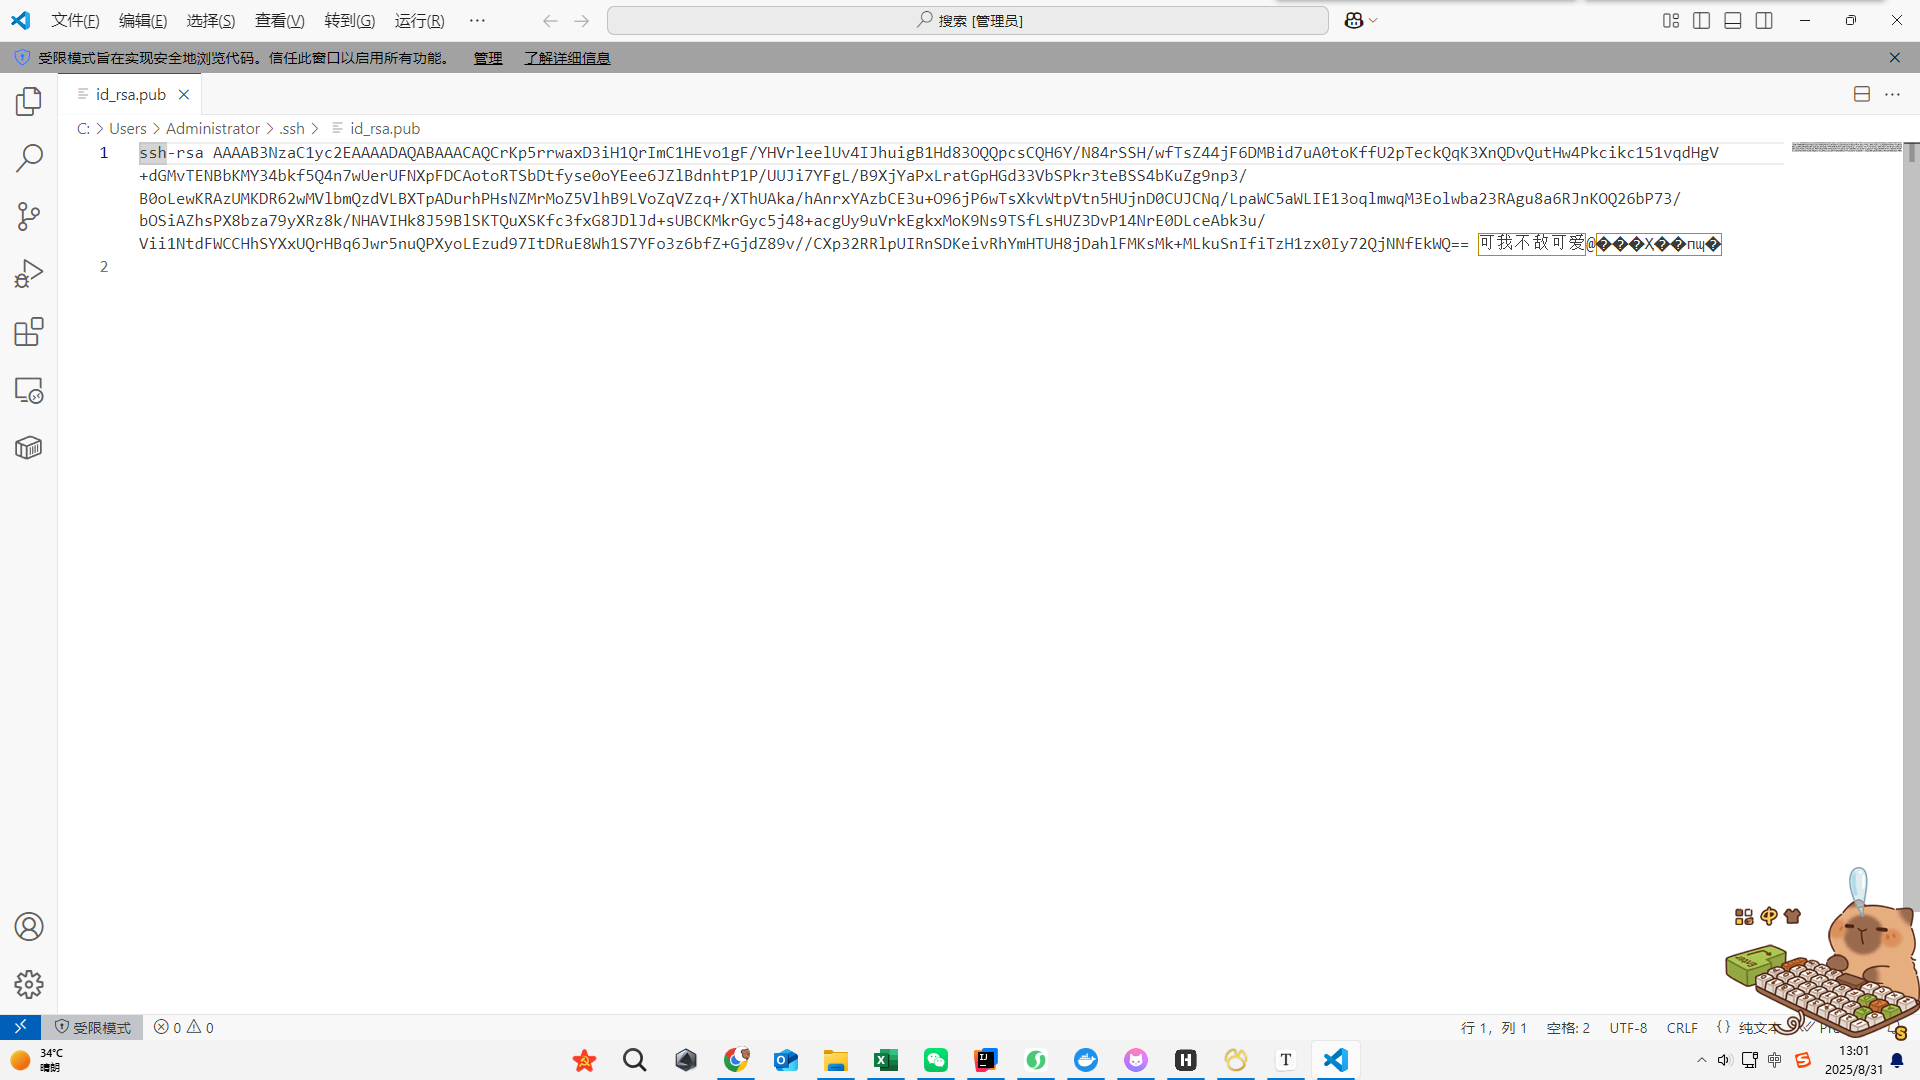 文件(F) 编辑(E) 选择(S) 查看(V) 转到(G) 运行(R) ··· 搜索 [管理员]
受限模式旨在实现安全地浏览代码。信任此窗口以启用所有功能。 管理 了解详细信息
id_rsa.pub
C: > Users > Administrator > .ssh > id_rsa.pub
1 ssh-rsa AAAAB3NzaC1yc2EAAAADAQABAAACAQCrKp5rrwaxD3iH1QrImC1HEvo1gF/YHVrleelUv4IJhuigB1Hd83OQQpcsCQH6Y/N84rSSH/wfTsZ44jF6DMBid7uA0toKffU2pTeckQqK3XnQDvQutHw4Pkcikc151vqdHgV
+dGMvTENBbKMY34bkf5Q4n7wUerUFNXpFDCAotoRTSbDtfyse0oYEee6JZlBdnhtP1P/UUJi7YFgL/B9XjYaPxLratGpHGd33VbSPkr3teBSS4bKuZg9np3/
B0oLewKRAzUMKDR62wMVlbmQzdVLBXTpADurhPHsNZMrMoZ5VlhB9LVoZqVZzq+/XThUAka/hAnrxYAzbCE3u+O96jP6wTsXkvWtpVtn5HUjnD0CUJCNq/LpaWC5aWLIE13oqlmwqM3Eolwba23RAgu8a6RJnKOQ26bP73/
bOSiAZhsPX8bza79yXRz8k/NHAVIHk8J59BlSKTQuXSKfc3fxG8JDlJd+sUBCKMkrGyc5j48+acgUy9uVrkEgkxMoK9Ns9TSfLsHUZ3DvP14NrE0DLceAbk3u/
Vii1NtdFWCCHhSYXxUQrHBq6Jwr5nuQPXyoLEzud97ItDRuE8Wh1S7YFo3z6bfZ+GjdZ89v//CXp32RRlpUIRnSDKeivRhYmHTUH8jDahlFMKsMk+MLkuSnIfiTzH1zx0Iy72QjNNfEkWQ== 可我不敌可爱@���X��пщ�
2
受限模式 0 0 行 1，列 1 空格: 2 UTF-8 CRLF {} 纯文本
34°C
晴朗
13:01
2025/8/31